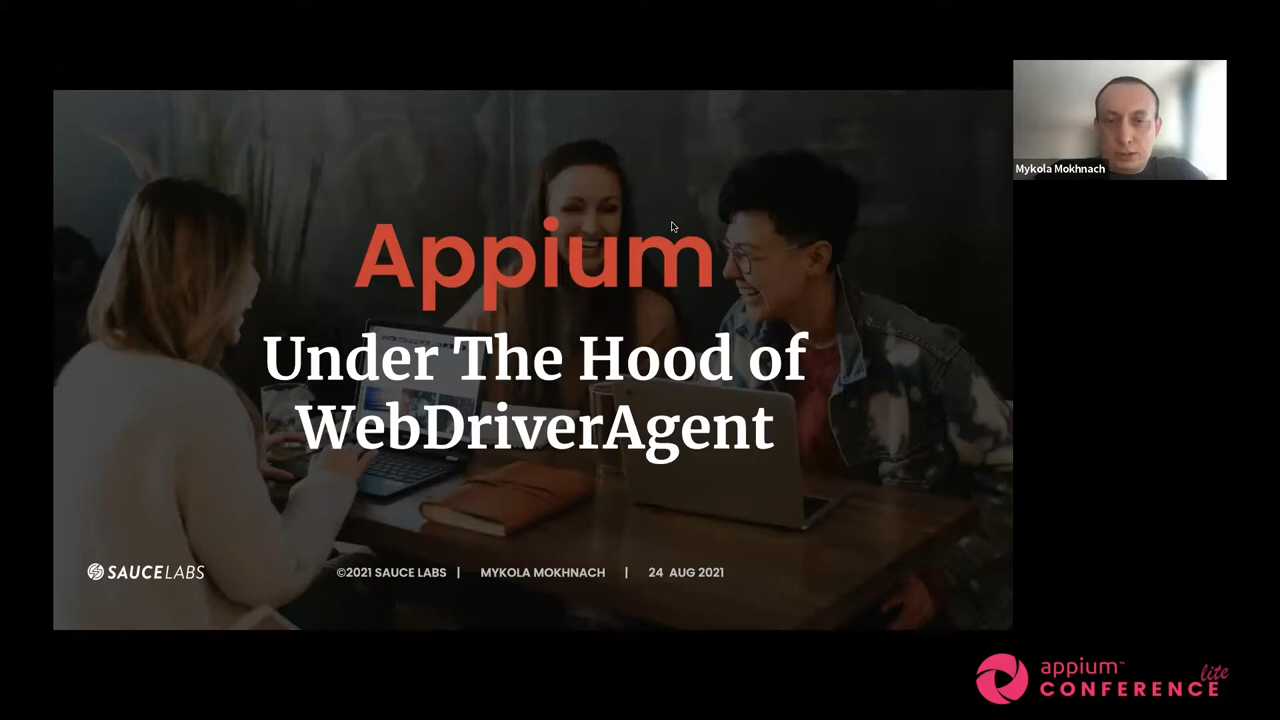 Mykola Mokhnach
Appium
Under The Hood of
WebDriverAgent
SAUCELABS
©2021 SAUCE LABS | MYKOLA MOKHNACH | 24 AUG 2021
appium™
CONFERENCE lite